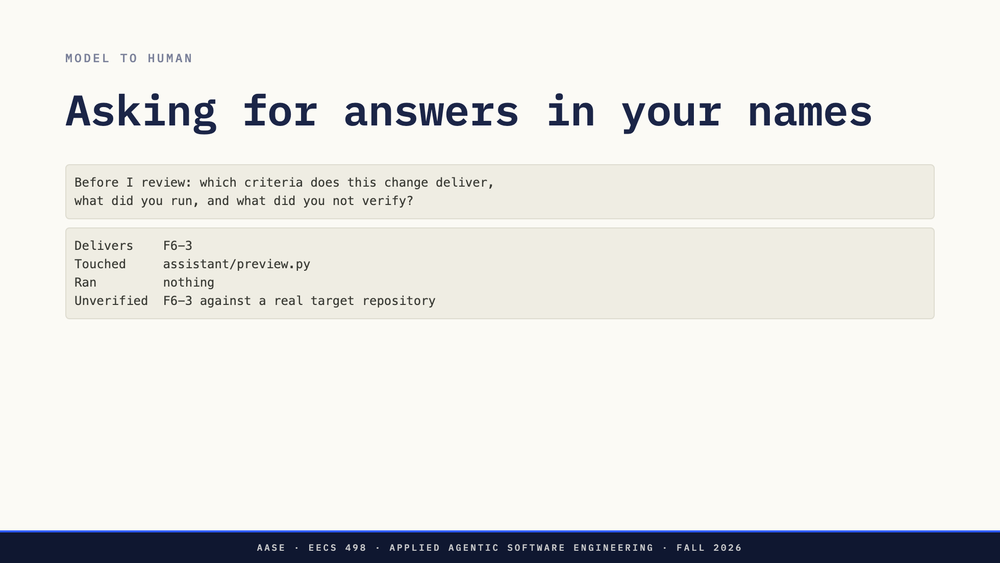 MODEL TO HUMAN
Asking for answers in your names
Before I review: which criteria does this change deliver,
what did you run, and what did you not verify?
Delivers    F6–3
Touched     assistant/preview.py
Ran         nothing
Unverified  F6–3 against a real target repository
AASE · EECS 498 · APPLIED AGENTIC SOFTWARE ENGINEERING · FALL 2026